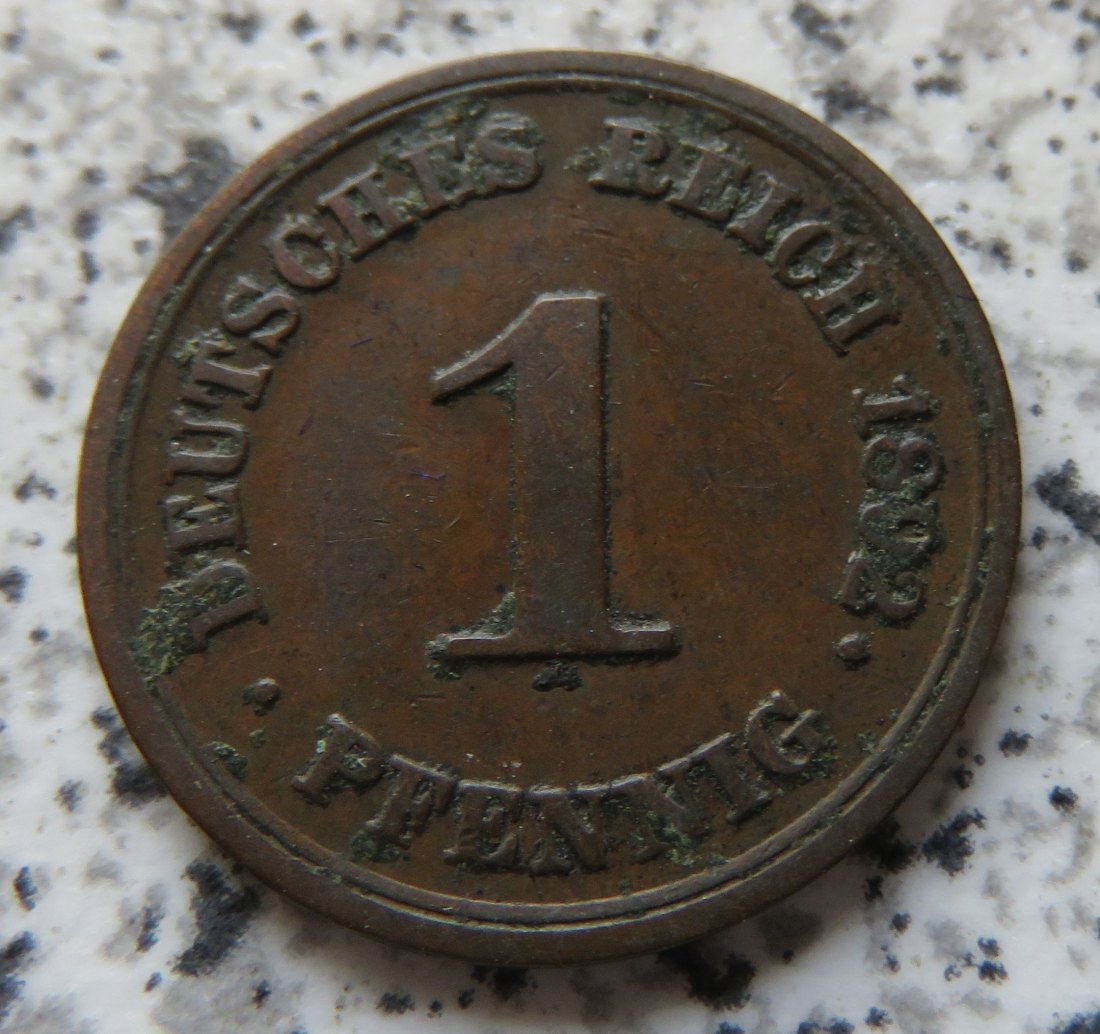 DEUTSCHES REICH 1892.
1
. PFENNIG